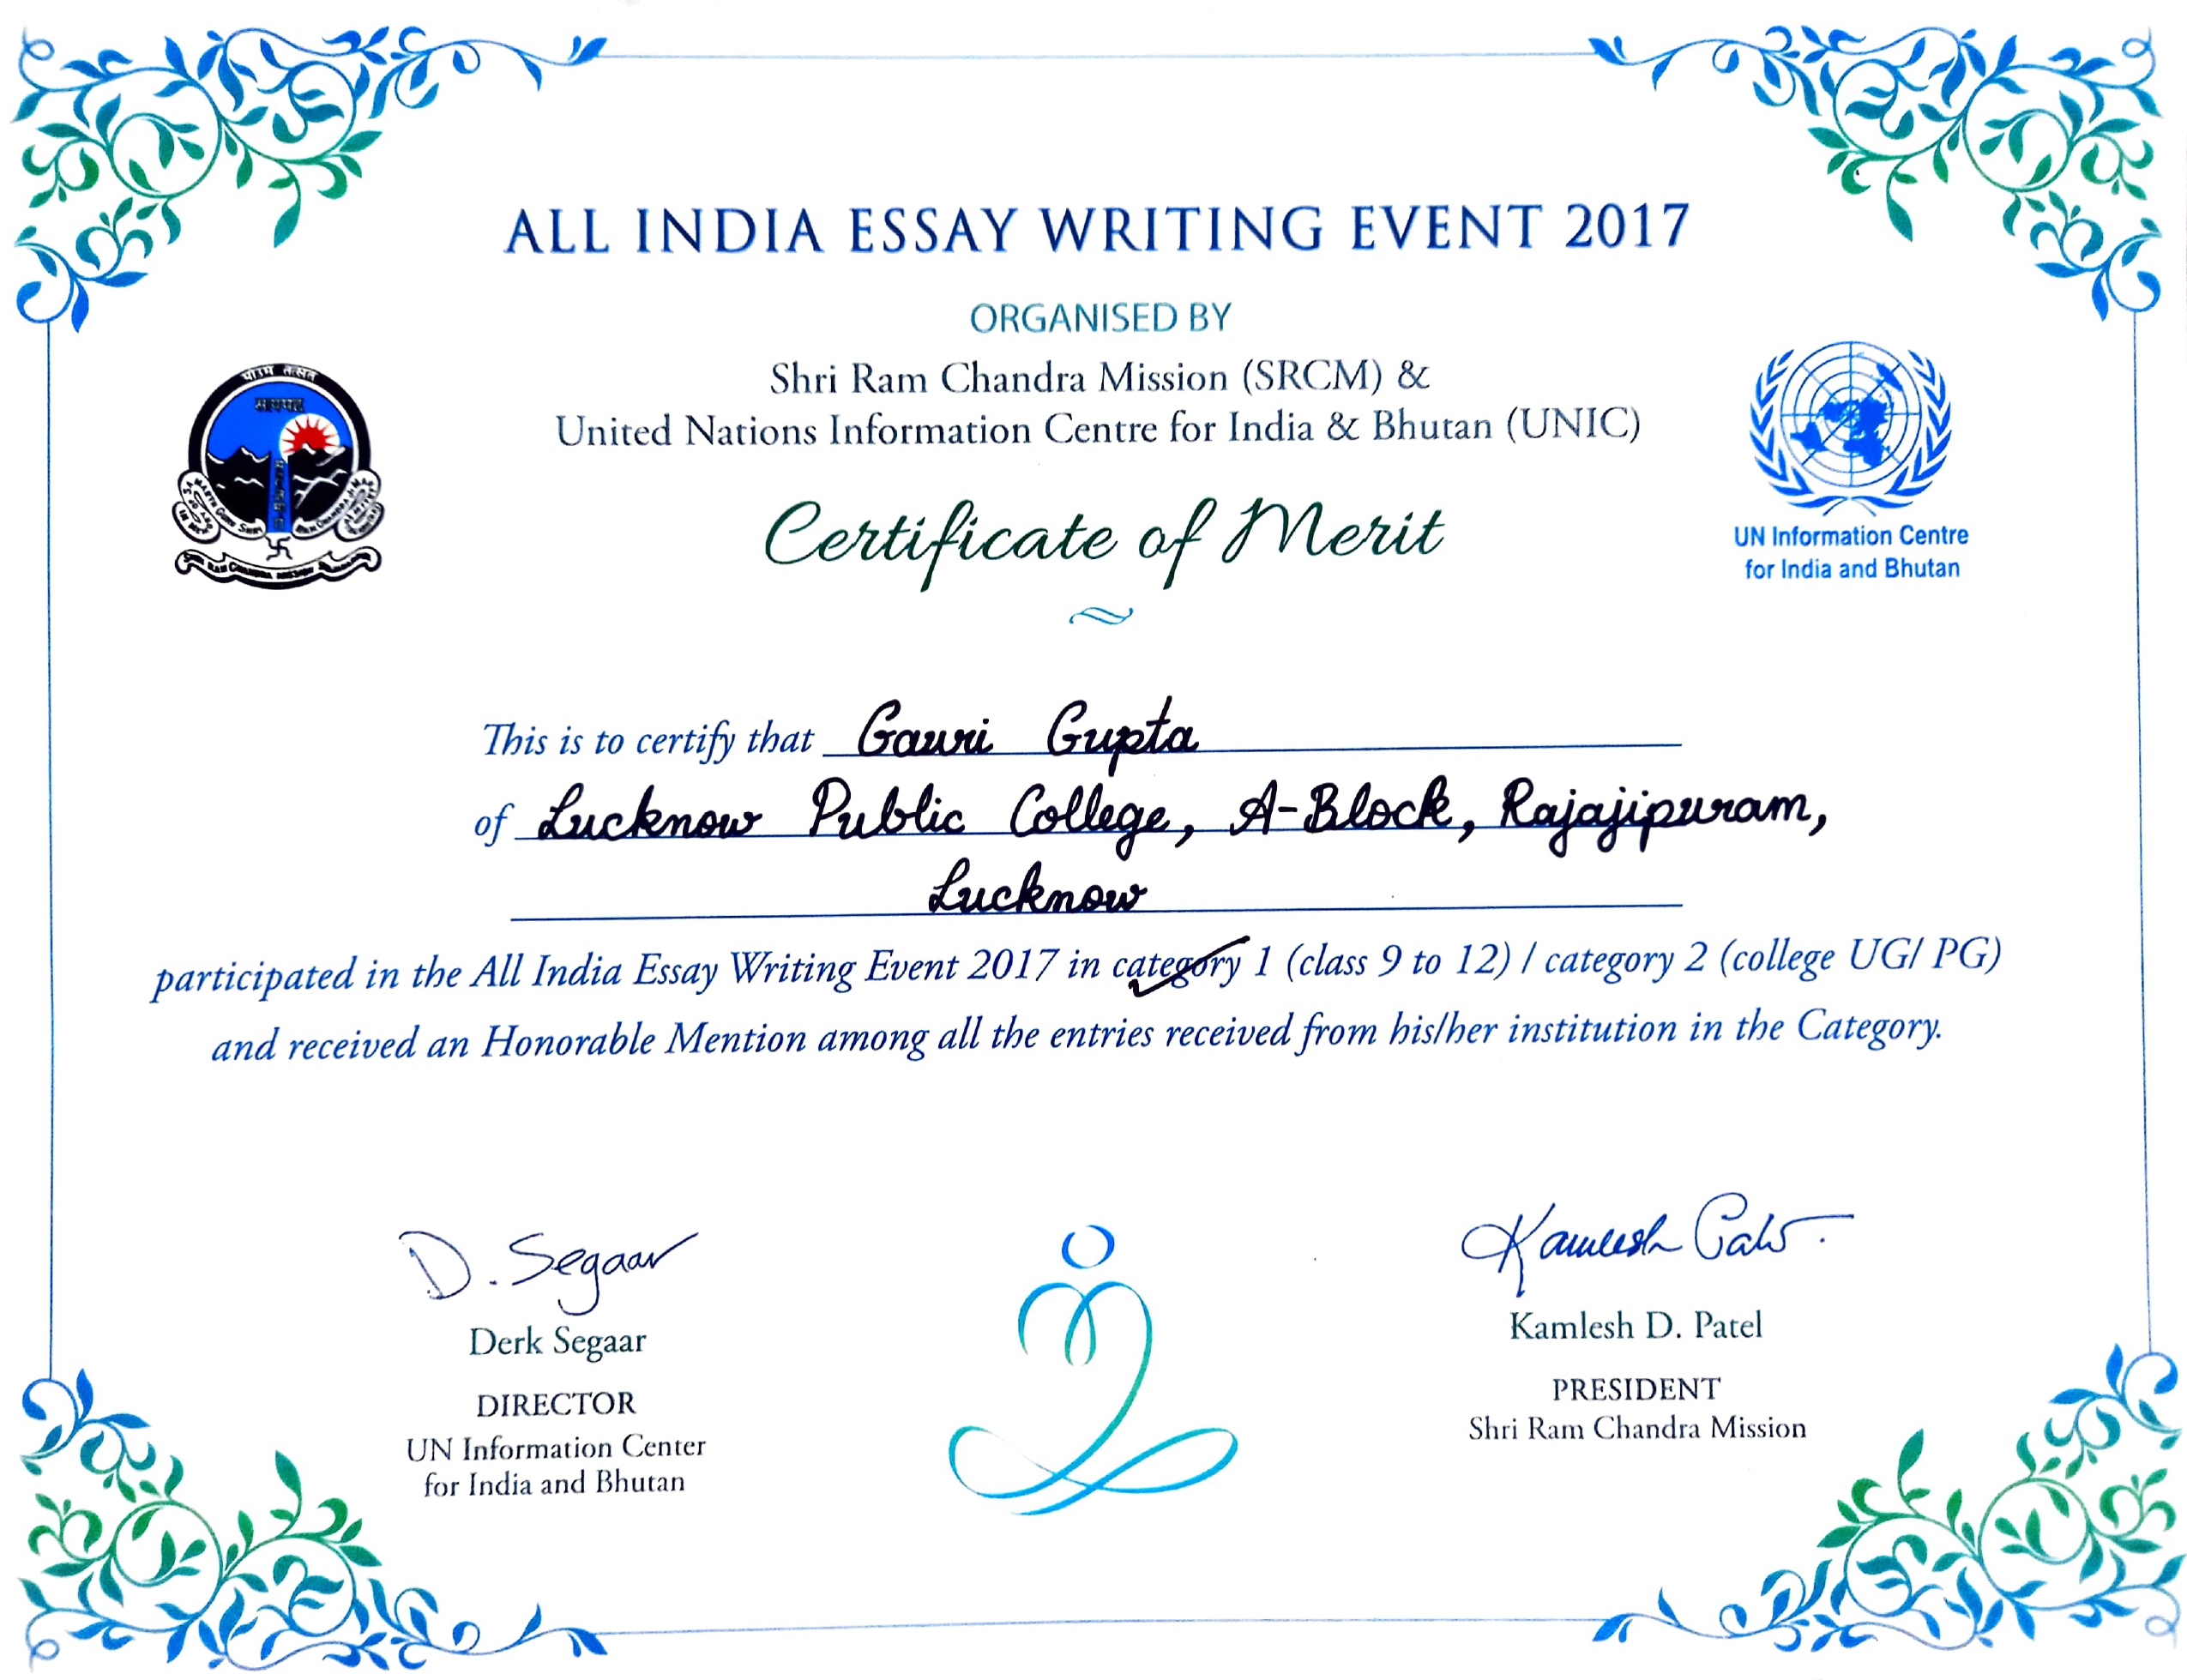 ALL INDIA ESSAY WRITING EVENT 2017
ORGANISED BY
Shri Ram Chandra Mission (SRCM) &
United Nations Information Centre for India & Bhutan (UNIC)
Certificate of Merit
UN Information Centre
for India and Bhutan
This is to certify that Gauri Gupta
of Lucknow Public College, A-Block, Rajajipuram,
Lucknow
participated in the All India Essay Writing Event 2017 in category 1 (class 9 to 12) / category 2 (college UG/ PG)
and received an Honorable Mention among all the entries received from his/her institution in the Category.
D. Segaar
Derk Segaar
DIRECTOR
UN Information Center
for India and Bhutan
Kamlesh
Kamlesh D. Patel
PRESIDENT
Shri Ram Chandra Mission